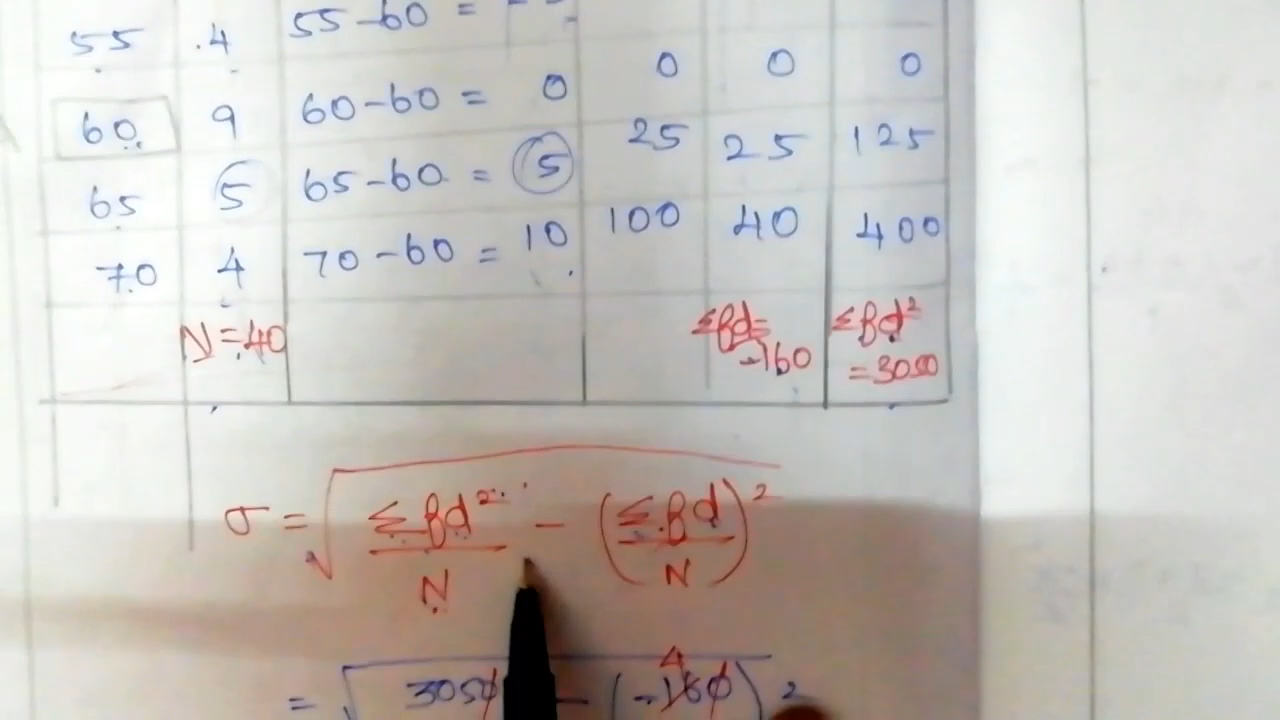 55 .4 55-60 =
60 9 60-60 = 0 0 0 0
65 5 65-60 = 5 25 25 125
70 4 70-60 = 10 100 40 400
N=40 Σfd= -160 Σfd² =3050
σ = √ Σfd² / N - (Σfd / N)²
= √ 3050 - (-160)² 4